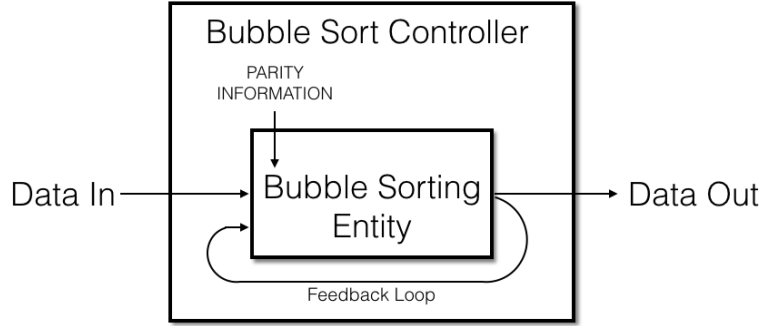 Bubble Sort Controller
PARITY
INFORMATION
Data In
Bubble Sorting
Entity
Data Out
Feedback Loop